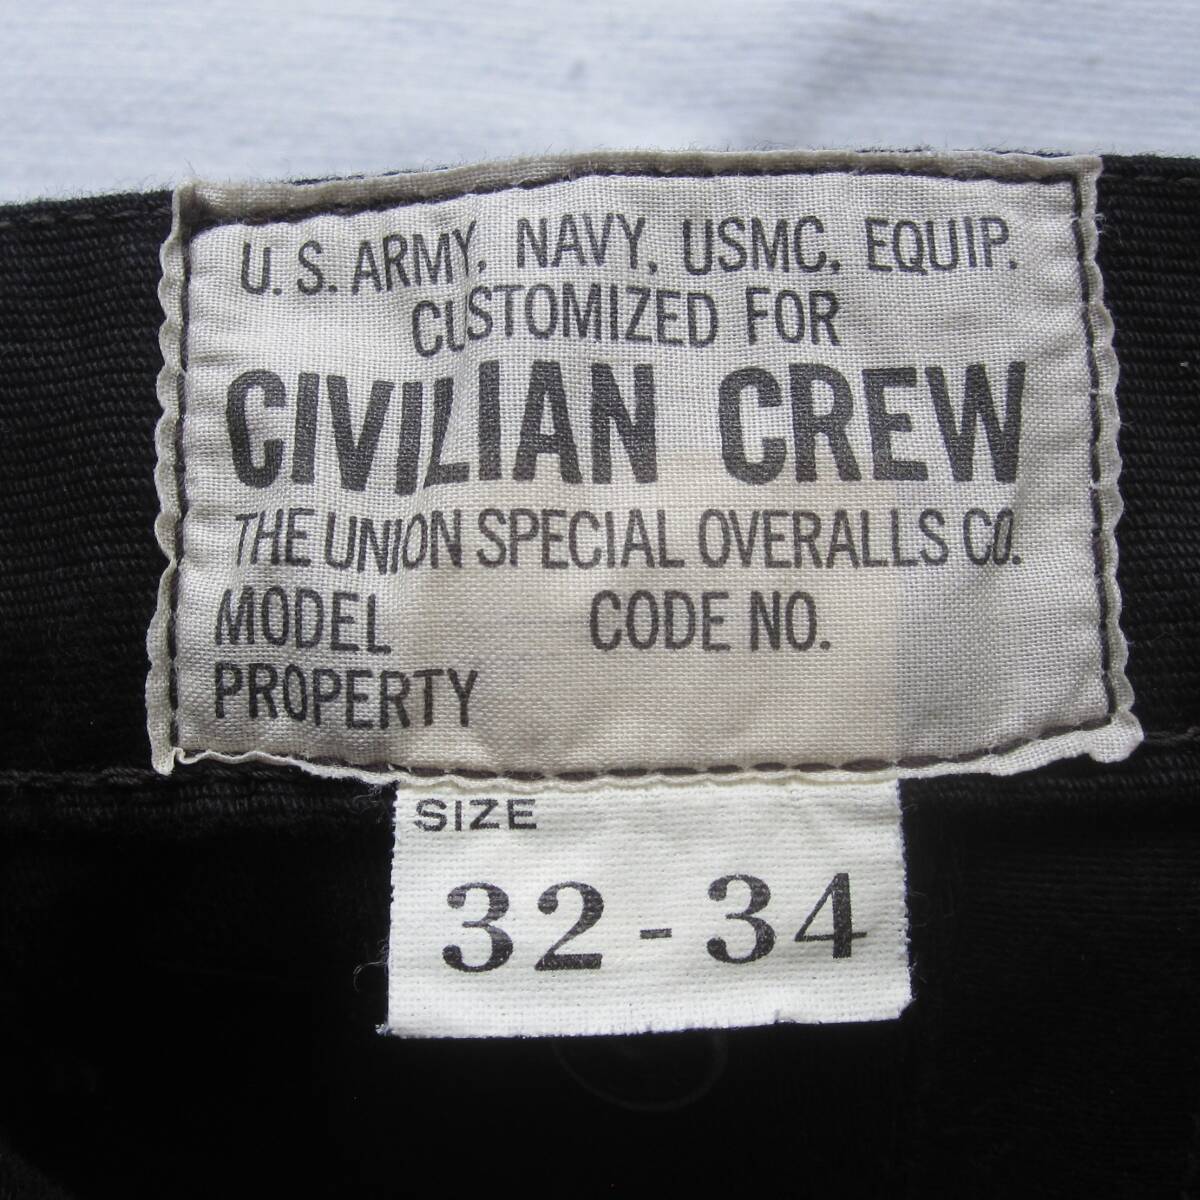 U. S. ARMY, NAVY, USMC, EQUIP.
CUSTOMIZED FOR
CIVILIAN CREW
THE UNION SPECIAL OVERALLS CO.
MODEL CODE NO.
PROPERTY
SIZE
32 - 34